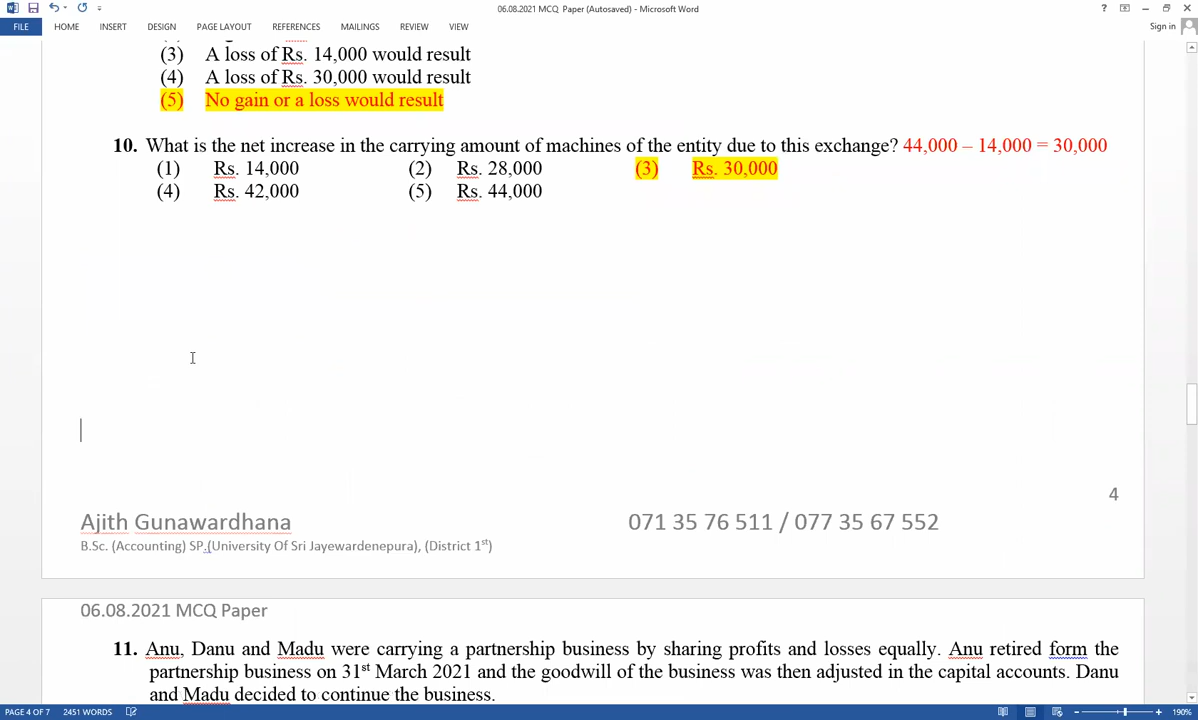 06.08.2021 MCQ Paper (Autosaved) - Microsoft Word
?
Sign in
FILE HOME INSERT DESIGN PAGE LAYOUT REFERENCES MAILINGS REVIEW VIEW
(3) A loss of Rs. 14,000 would result
(4) A loss of Rs. 30,000 would result
(5) No gain or a loss would result
10. What is the net increase in the carrying amount of machines of the entity due to this exchange? 44,000 – 14,000 = 30,000
(1) Rs. 14,000 (2) Rs. 28,000 (3) Rs. 30,000
(4) Rs. 42,000 (5) Rs. 44,000
4
Ajith Gunawardhana 071 35 76 511 / 077 35 67 552
B.Sc. (Accounting) SP.(University Of Sri Jayewardenepura), (District 1st)
06.08.2021 MCQ Paper
11. Anu, Danu and Madu were carrying a partnership business by sharing profits and losses equally. Anu retired form the
partnership business on 31st March 2021 and the goodwill of the business was then adjusted in the capital accounts. Danu
and Madu decided to continue the business.
PAGE 4 OF 7 2451 WORDS 190%